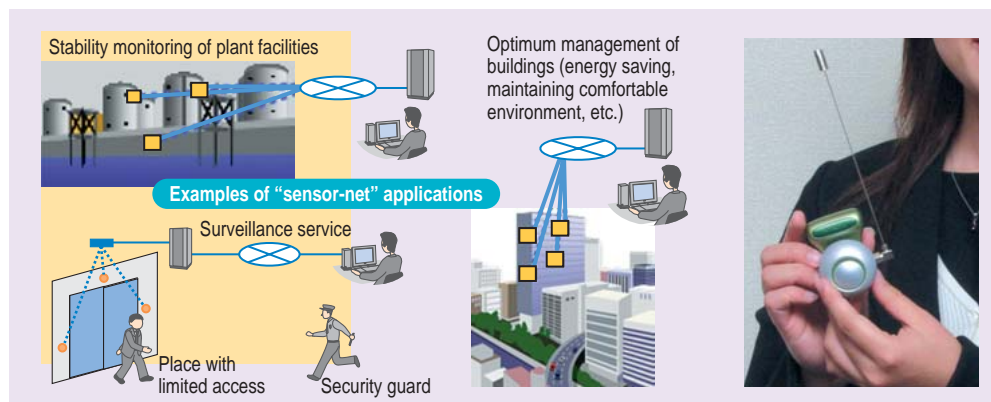 Stability monitoring of plant facilities
Optimum management of
buildings (energy saving,
maintaining comfortable
environment, etc.)
Examples of “sensor-net” applications
Surveillance service
Place with
limited access
Security guard